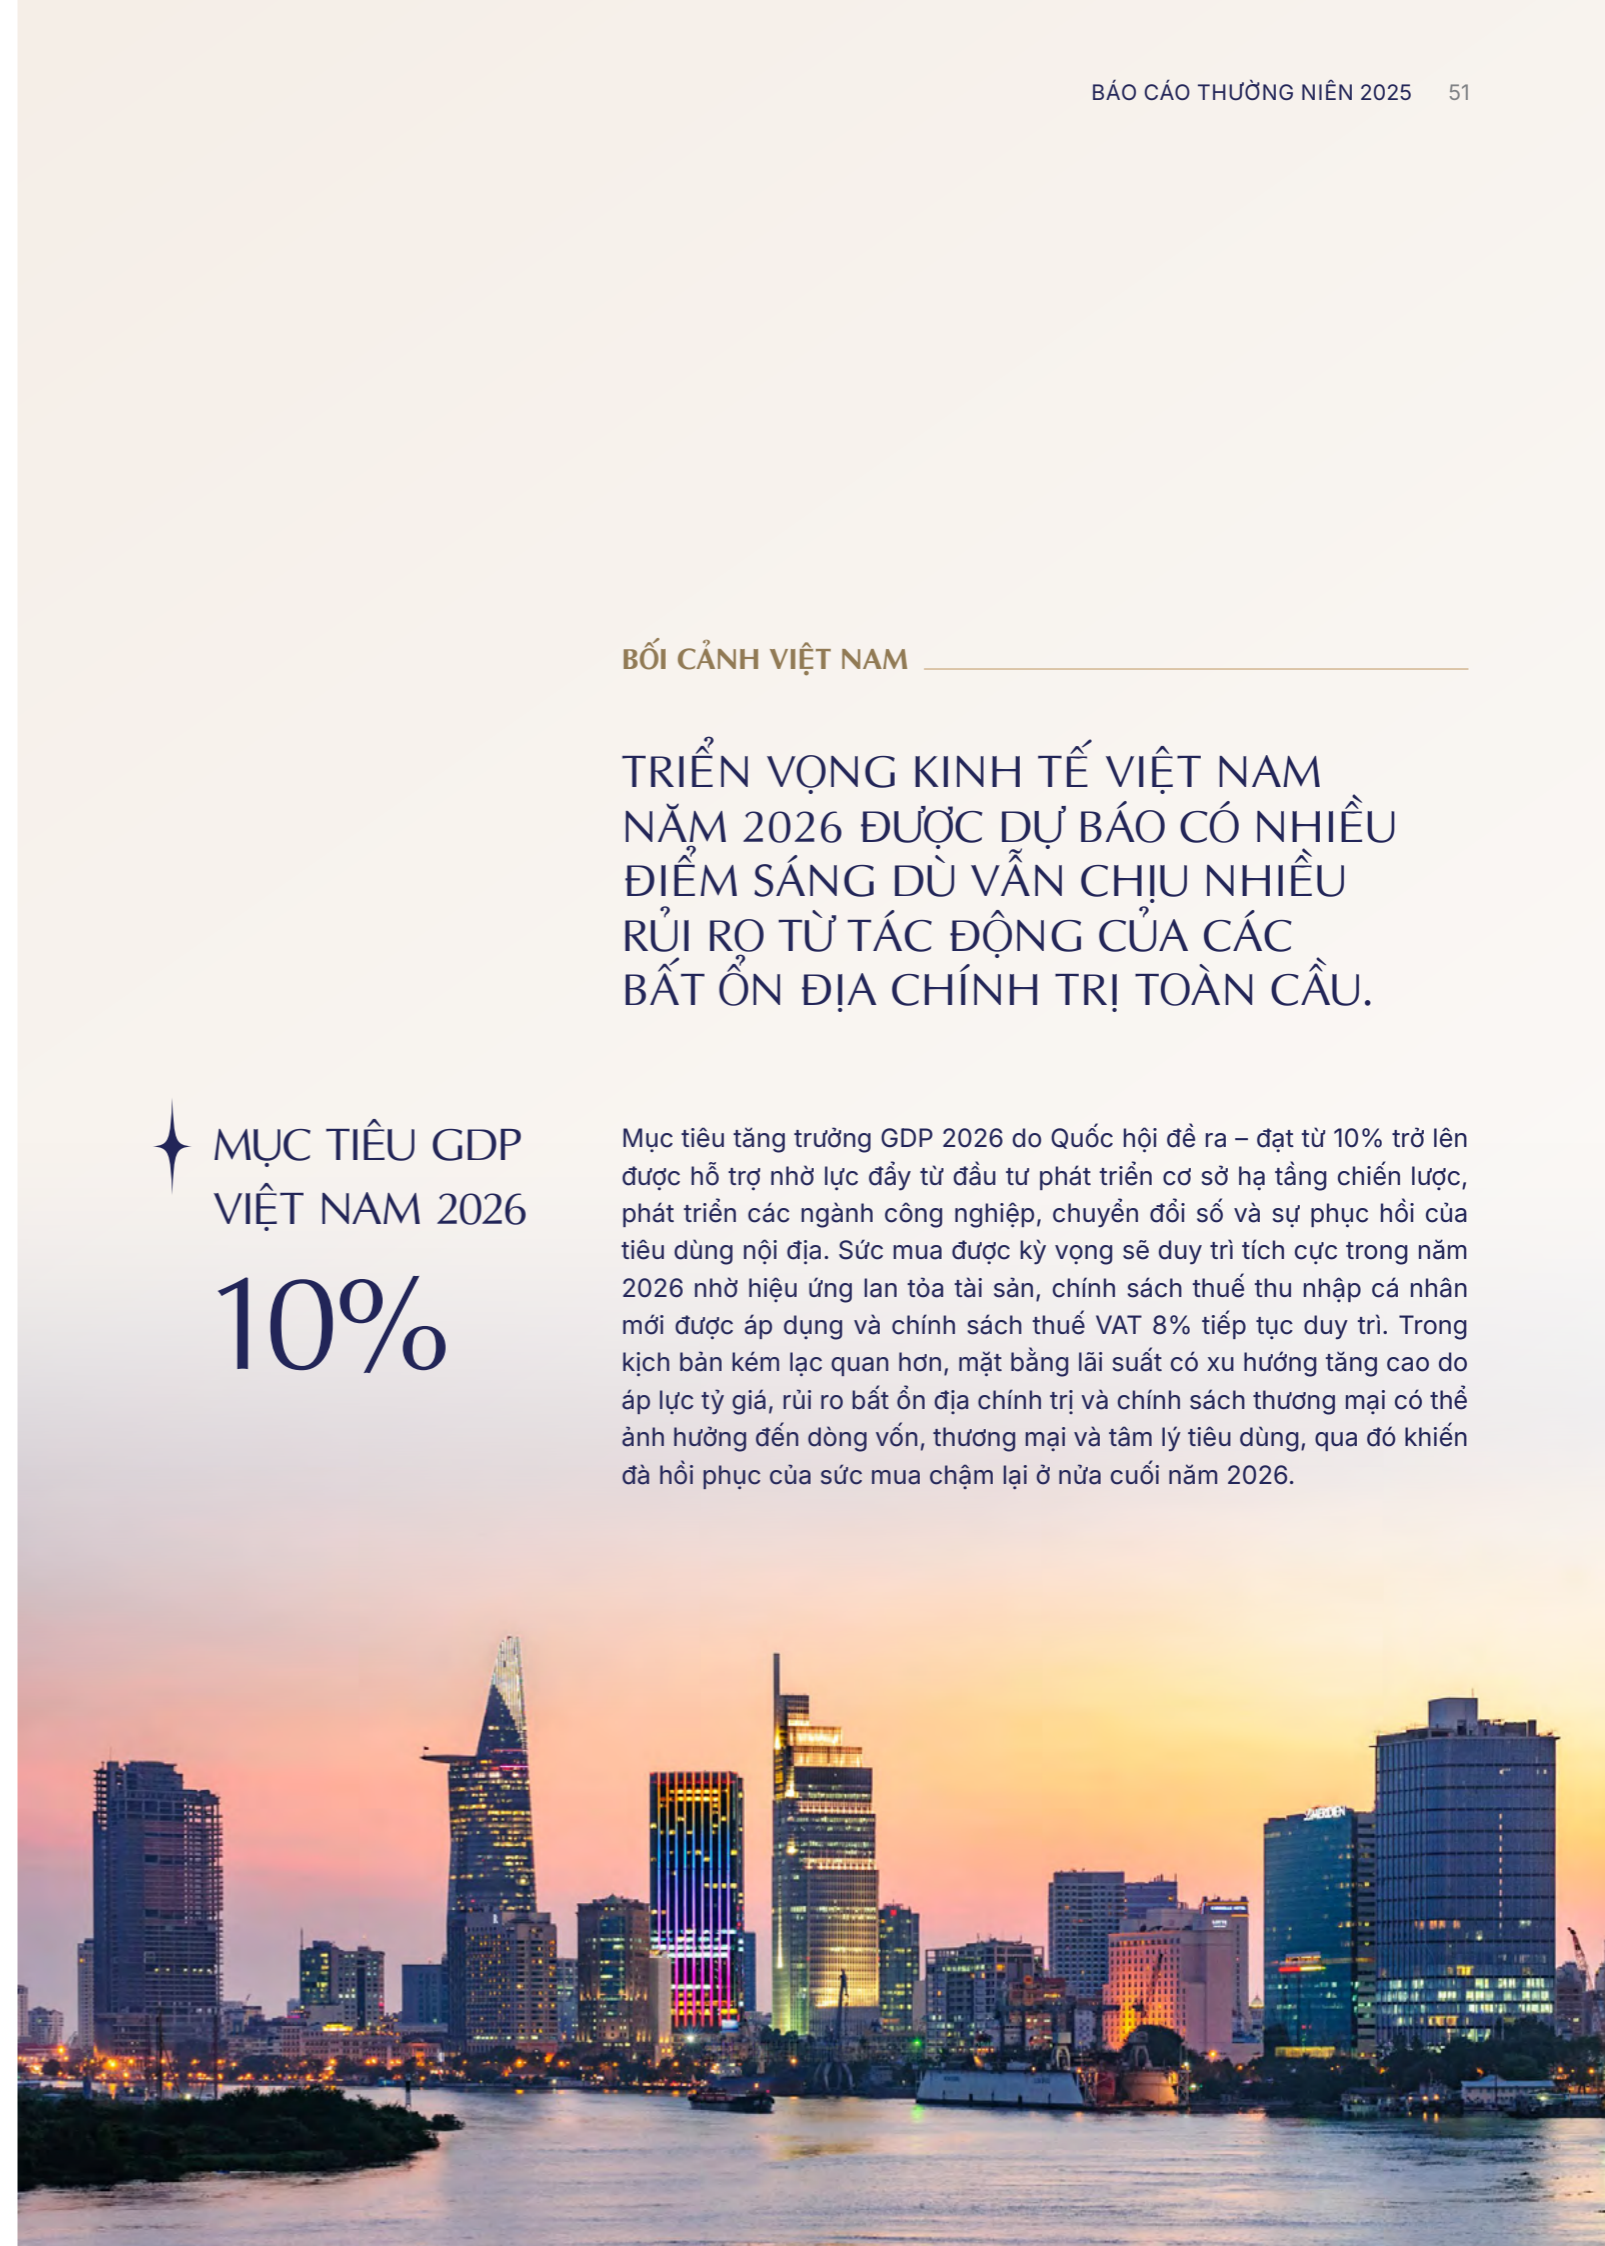 BÁO CÁO THƯỜNG NIÊN 2025 51
BỐI CẢNH VIỆT NAM
TRIỂN VỌNG KINH TẾ VIỆT NAM
NĂM 2026 ĐƯỢC DỰ BÁO CÓ NHIỀU
ĐIỂM SÁNG DÙ VẪN CHỊU NHIỀU
RỦI RO TỪ TÁC ĐỘNG CỦA CÁC
BẤT ỔN ĐỊA CHÍNH TRỊ TOÀN CẦU.
MỤC TIÊU GDP
VIỆT NAM 2026
10%
Mục tiêu tăng trưởng GDP 2026 do Quốc hội đề ra – đạt từ 10% trở lên
được hỗ trợ nhờ lực đẩy từ đầu tư phát triển cơ sở hạ tầng chiến lược,
phát triển các ngành công nghiệp, chuyển đổi số và sự phục hồi của
tiêu dùng nội địa. Sức mua được kỳ vọng sẽ duy trì tích cực trong năm
2026 nhờ hiệu ứng lan tỏa tài sản, chính sách thuế thu nhập cá nhân
mới được áp dụng và chính sách thuế VAT 8% tiếp tục duy trì. Trong
kịch bản kém lạc quan hơn, mặt bằng lãi suất có xu hướng tăng cao do
áp lực tỷ giá, rủi ro bất ổn địa chính trị và chính sách thương mại có thể
ảnh hưởng đến dòng vốn, thương mại và tâm lý tiêu dùng, qua đó khiến
đà hồi phục của sức mua chậm lại ở nửa cuối năm 2026.